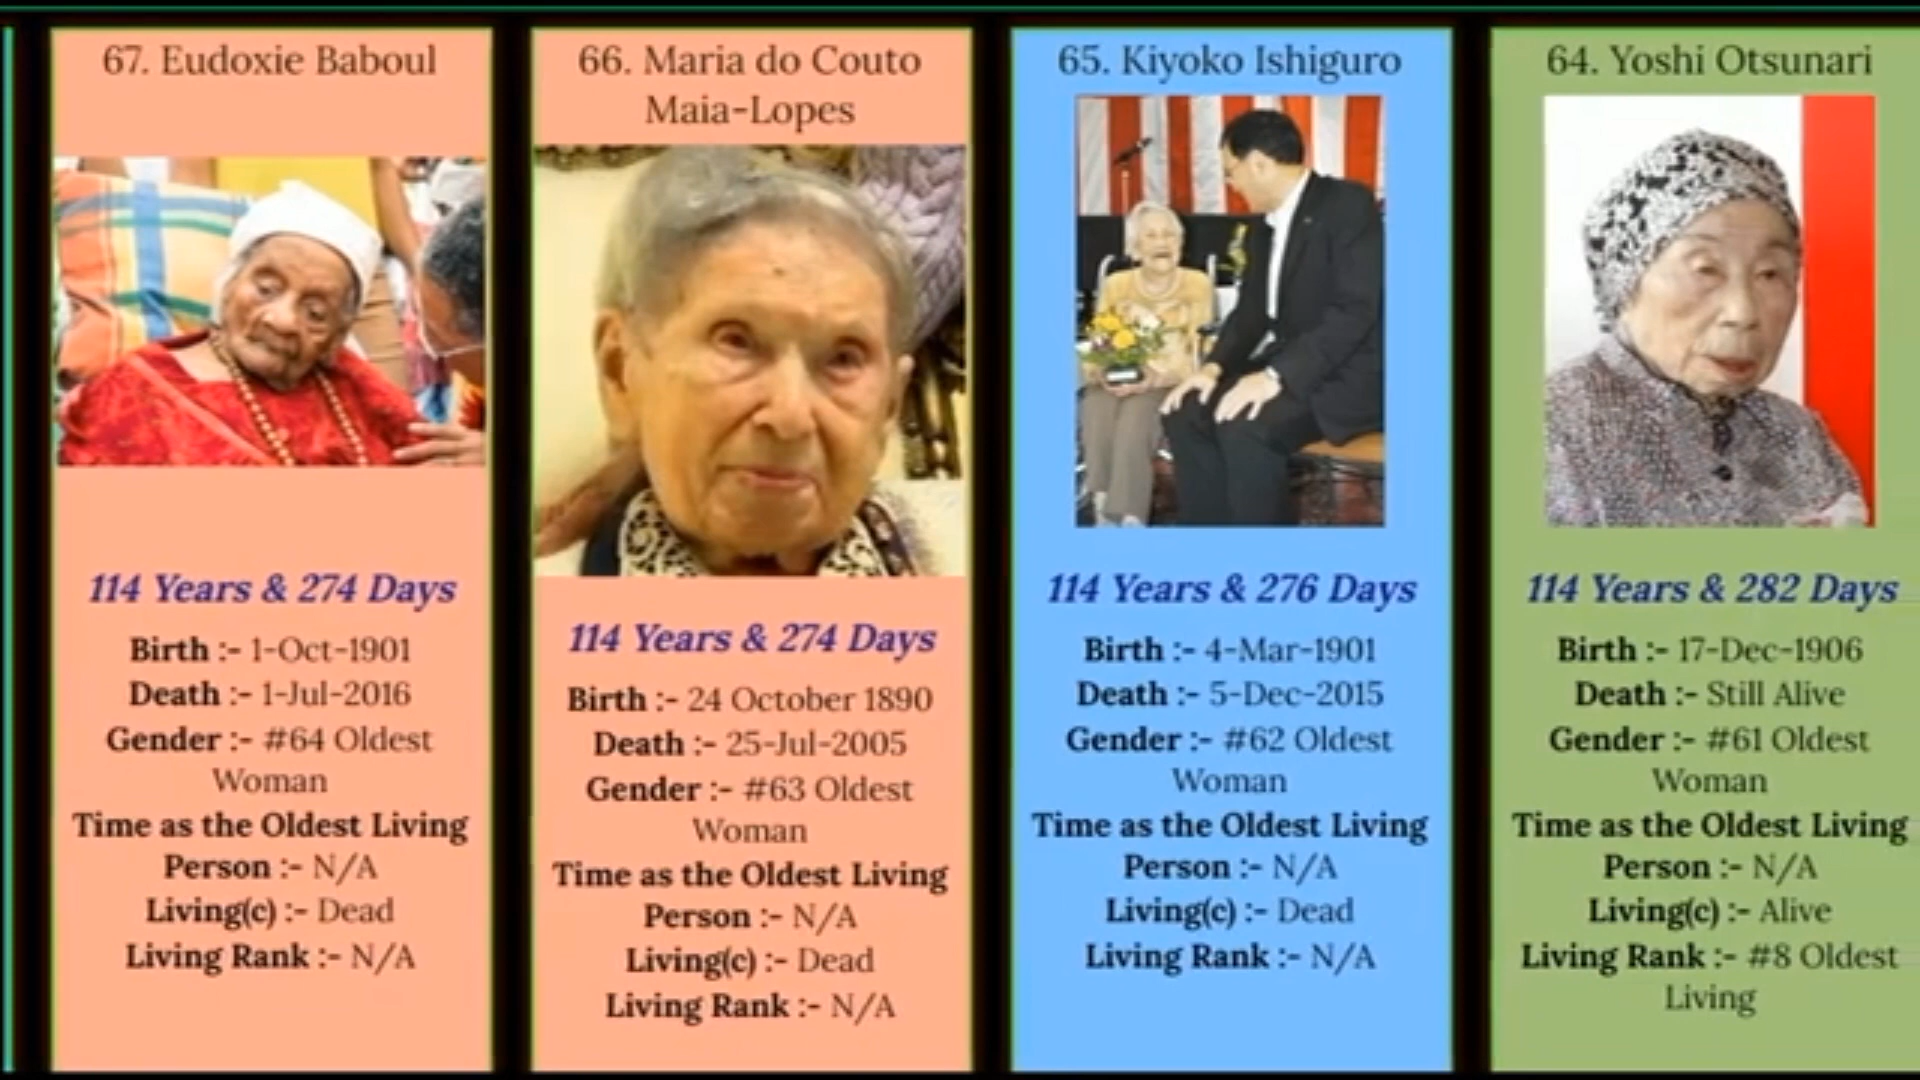 67. Eudoxie Baboul
114 Years & 274 Days
Birth :- 1-Oct-1901
Death :- 1-Jul-2016
Gender :- #64 Oldest
Woman
Time as the Oldest Living
Person :- N/A
Living(c) :- Dead
Living Rank :- N/A
66. Maria do Couto
Maia-Lopes
114 Years & 274 Days
Birth :- 24 October 1890
Death :- 25-Jul-2005
Gender :- #63 Oldest
Woman
Time as the Oldest Living
Person :- N/A
Living(c) :- Dead
Living Rank :- N/A
65. Kiyoko Ishiguro
114 Years & 276 Days
Birth :- 4-Mar-1901
Death :- 5-Dec-2015
Gender :- #62 Oldest
Woman
Time as the Oldest Living
Person :- N/A
Living(c) :- Dead
Living Rank :- N/A
64. Yoshi Otsunari
114 Years & 282 Days
Birth :- 17-Dec-1906
Death :- Still Alive
Gender :- #61 Oldest
Woman
Time as the Oldest Living
Person :- N/A
Living(c) :- Alive
Living Rank :- #8 Oldest
Living